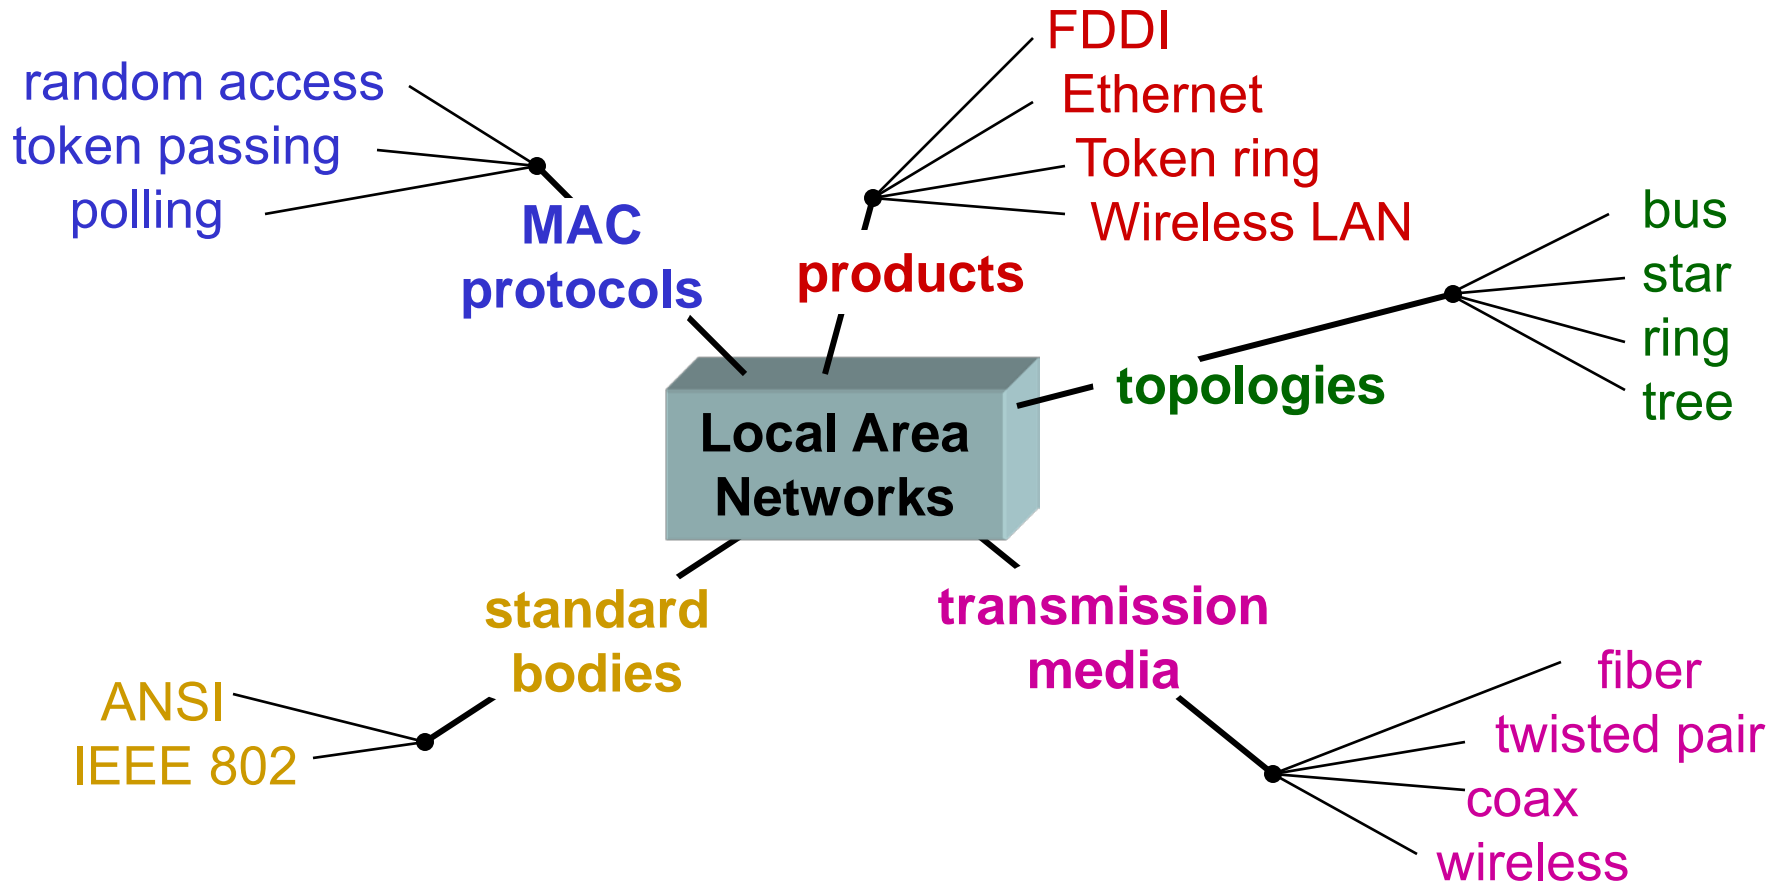 random access
token passing
polling
MAC
protocols
FDDI
Ethernet
Token ring
Wireless LAN
products
bus
star
ring
tree
topologies
Local Area
Networks
standard
bodies
ANSI
IEEE 802
transmission
media
fiber
twisted pair
coax
wireless